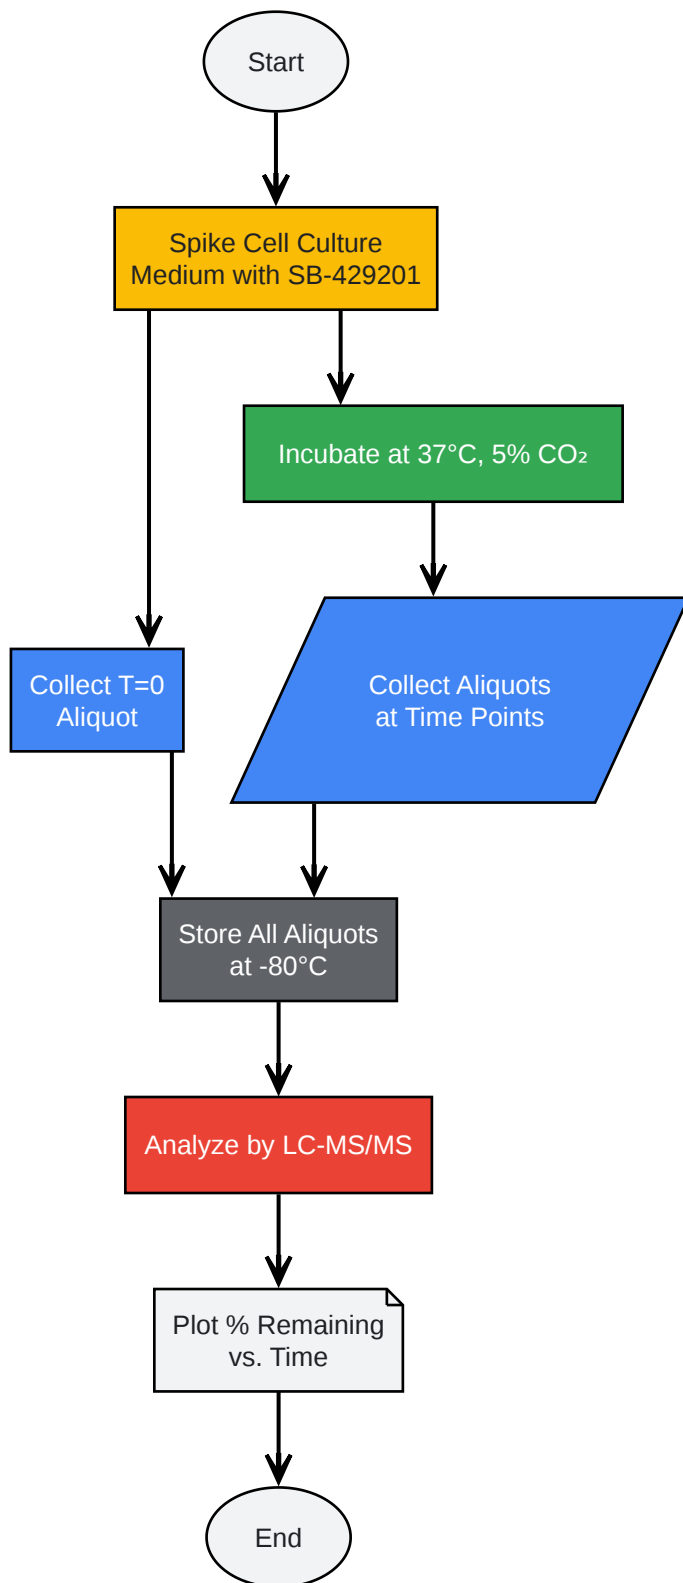 Start
Spike Cell Culture
Medium with SB-429201
Incubate at 37°C, 5% CO₂
Collect T=0
Aliquot
Collect Aliquots
at Time Points
Store All Aliquots
at -80°C
Analyze by LC-MS/MS
Plot % Remaining
vs. Time
End